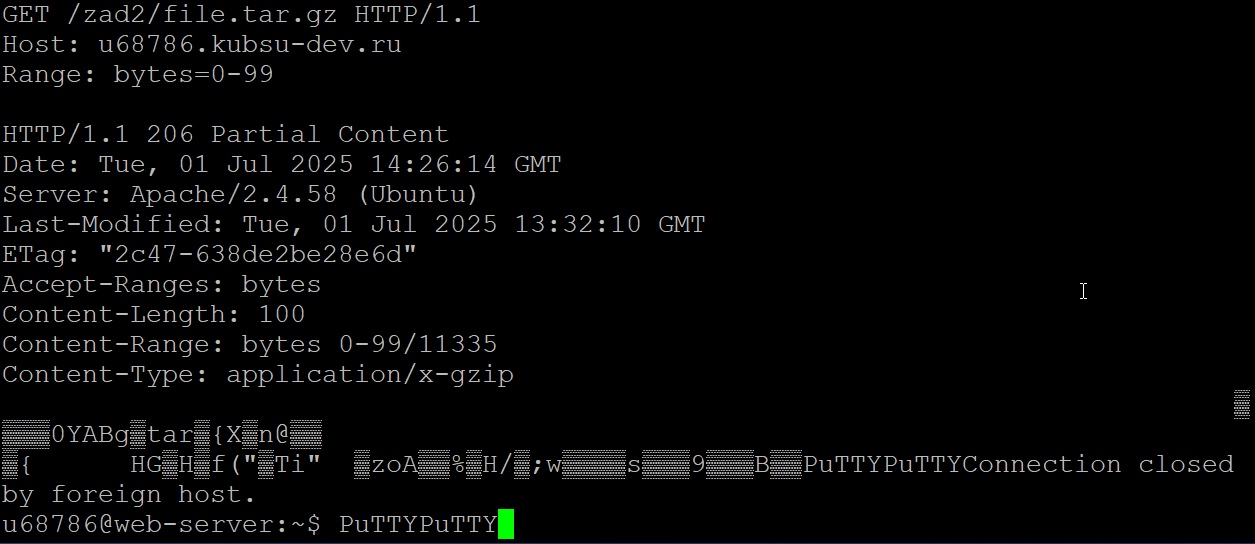 GET /zad2/file.tar.gz HTTP/1.1
Host: u68786.kubsu-dev.ru
Range: bytes=0-99
HTTP/1.1 206 Partial Content
Date: Tue, 01 Jul 2025 14:26:14 GMT
Server: Apache/2.4.58 (Ubuntu)
Last-Modified: Tue, 01 Jul 2025 13:32:10 GMT
ETag: "2c47-638de2be28e6d"
Accept-Ranges: bytes
Content-Length: 100
Content-Range: bytes 0-99/11335
Content-Type: application/x-gzip
▒
▒▒▒0YABg▒tar▒{X▒n@▒▒
▒{      HG▒H▒f("▒Ti"  ▒zoA▒▒%▒H/▒;w▒▒▒▒s▒▒▒9▒▒▒B▒▒PuTTYPuTTYConnection closed
by foreign host.
u68786@web-server:~$ PuTTYPuTTY